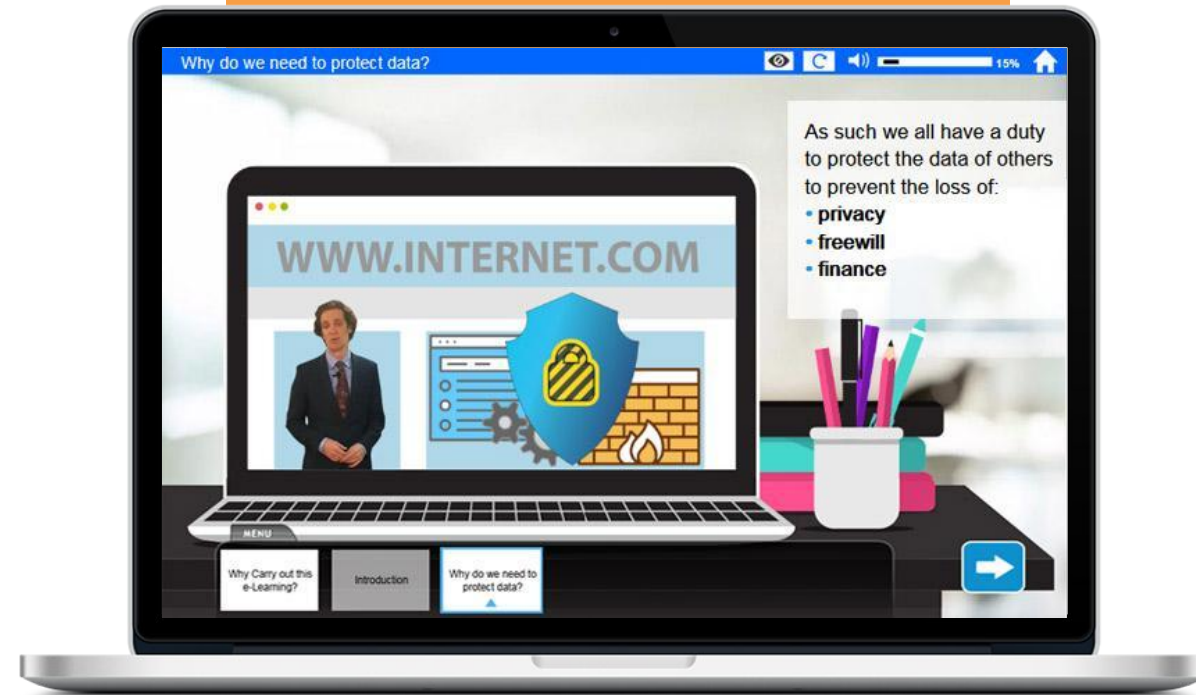 Why do we need to protect data?
15%
As such we all have a duty
to protect the data of others
to prevent the loss of:
• privacy
• freewill
• finance
WWW.INTERNET.COM
MENU
Why Carry out this
e-Learning?
Introduction
Why do we need to
protect data?